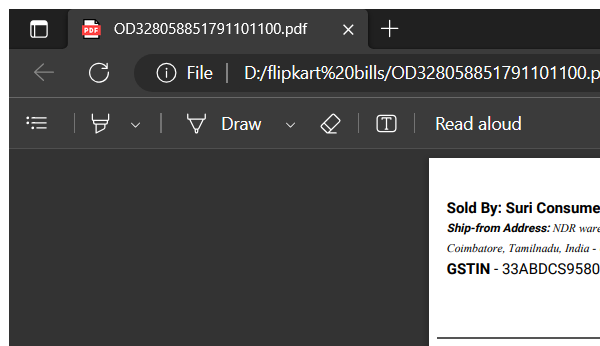 PDF OD328058851791101100.pdf
File | D:/flipkart%20bills/OD328058851791101100.p
Draw T Read aloud
Sold By: Suri Consume
Ship-from Address: NDR ware
Coimbatore, Tamilnadu, India -
GSTIN - 33ABDCS9580